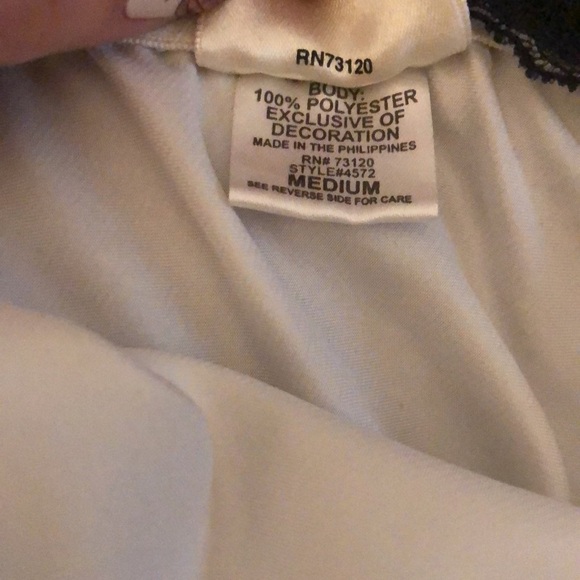 RN73120
BODY:
100% POLYESTER
EXCLUSIVE OF
DECORATION
MADE IN THE PHILIPPINES
RN# 73120
STYLE#4572
MEDIUM
SEE REVERSE SIDE FOR CARE